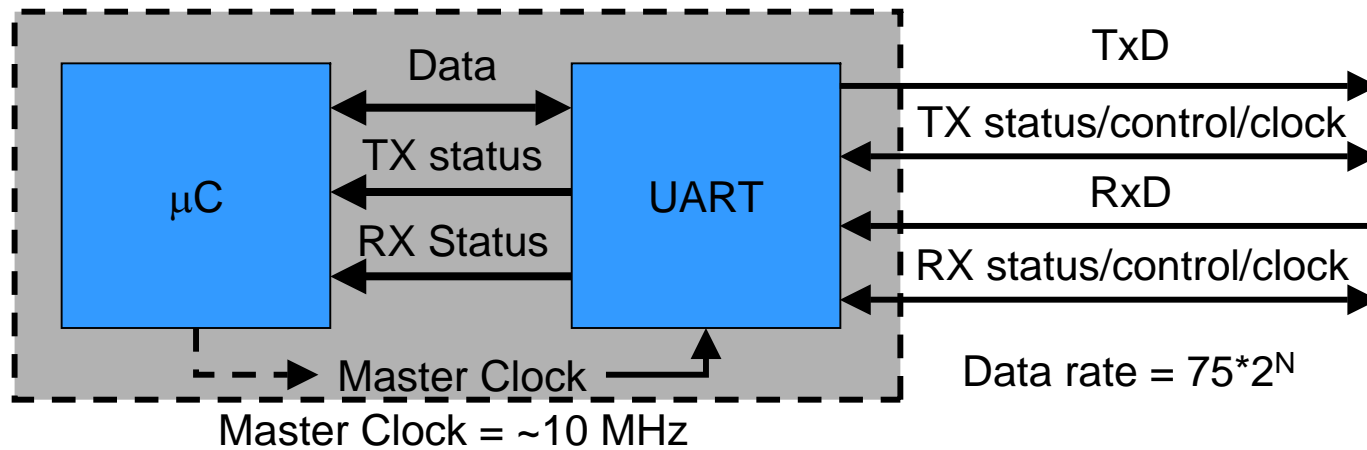 Data
TX status
RX Status
μC
UART
Master Clock
Master Clock = ~10 MHz
TxD
TX status/control/clock
RxD
RX status/control/clock
Data rate = 75*2ᴺ